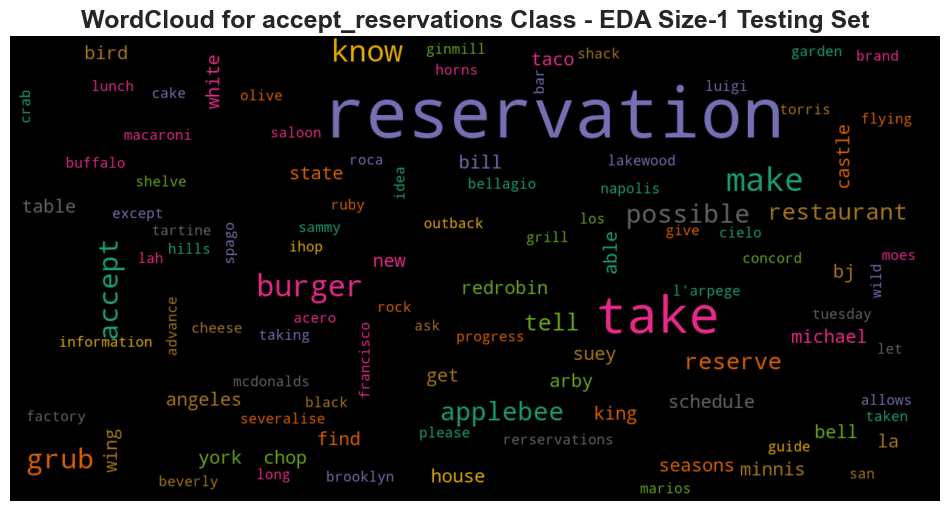 WordCloud for accept_reservations Class - EDA Size-1 Testing Set
bird
know
ginmill
shack
garden
brand
horns
taco
bar
lunch
cake
white
olive
luigi
crab
reservation
torris
flying
macaroni
saloon
buffalo
roca
bill
lakewood
castle
shelve
state
idea
bellagio
napolis
make
table
except
ruby
outback
los
possible
restaurant
tartine
spago
sammy
grill
able
give
cielo
hills
ihop
accept
lah
new
concord
moes
burger
redrobin
l'arpege
bj
wild
rock
take
advance
acero
tell
tuesday
information
cheese
taking
ask
progress
michael
let
francisco
suey
reserve
mcdonalds
get
arby
angeles
black
schedule
allows
factory
severalise
applebee
king
taken
please
rerservations
bell
la
wing
find
guide
grub
york
chop
seasons
minnis
beverly
long
brooklyn
house
marios
san